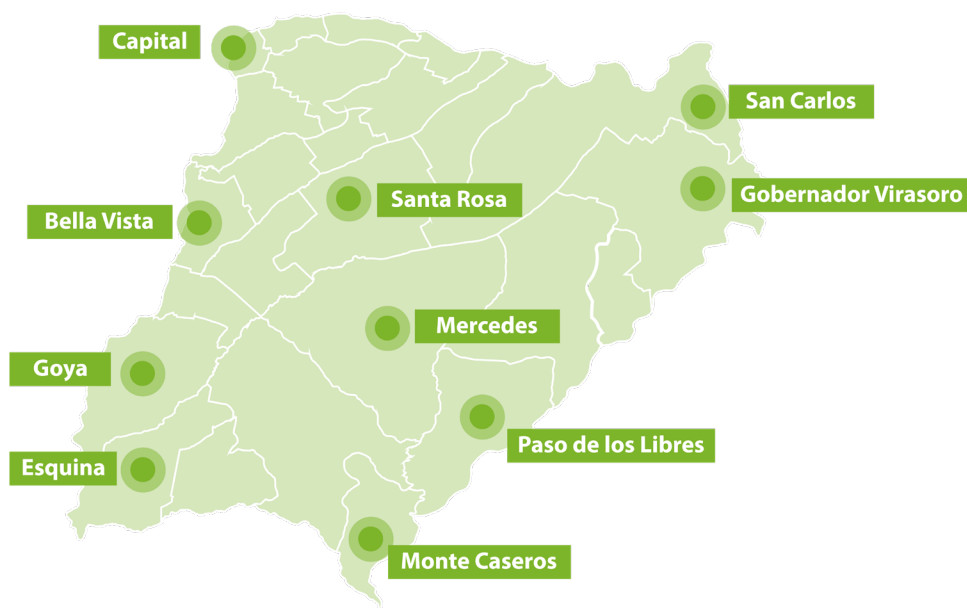 Capital
San Carlos
Gobernador Virasoro
Santa Rosa
Bella Vista
Mercedes
Goya
Paso de los Libres
Esquina
Monte Caseros